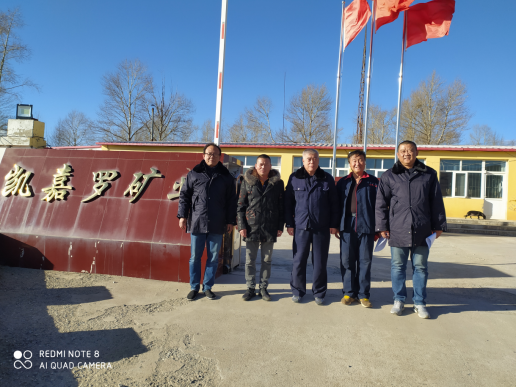 凯嘉罗矿
REDMI NOTE 8
AI QUAD CAMERA